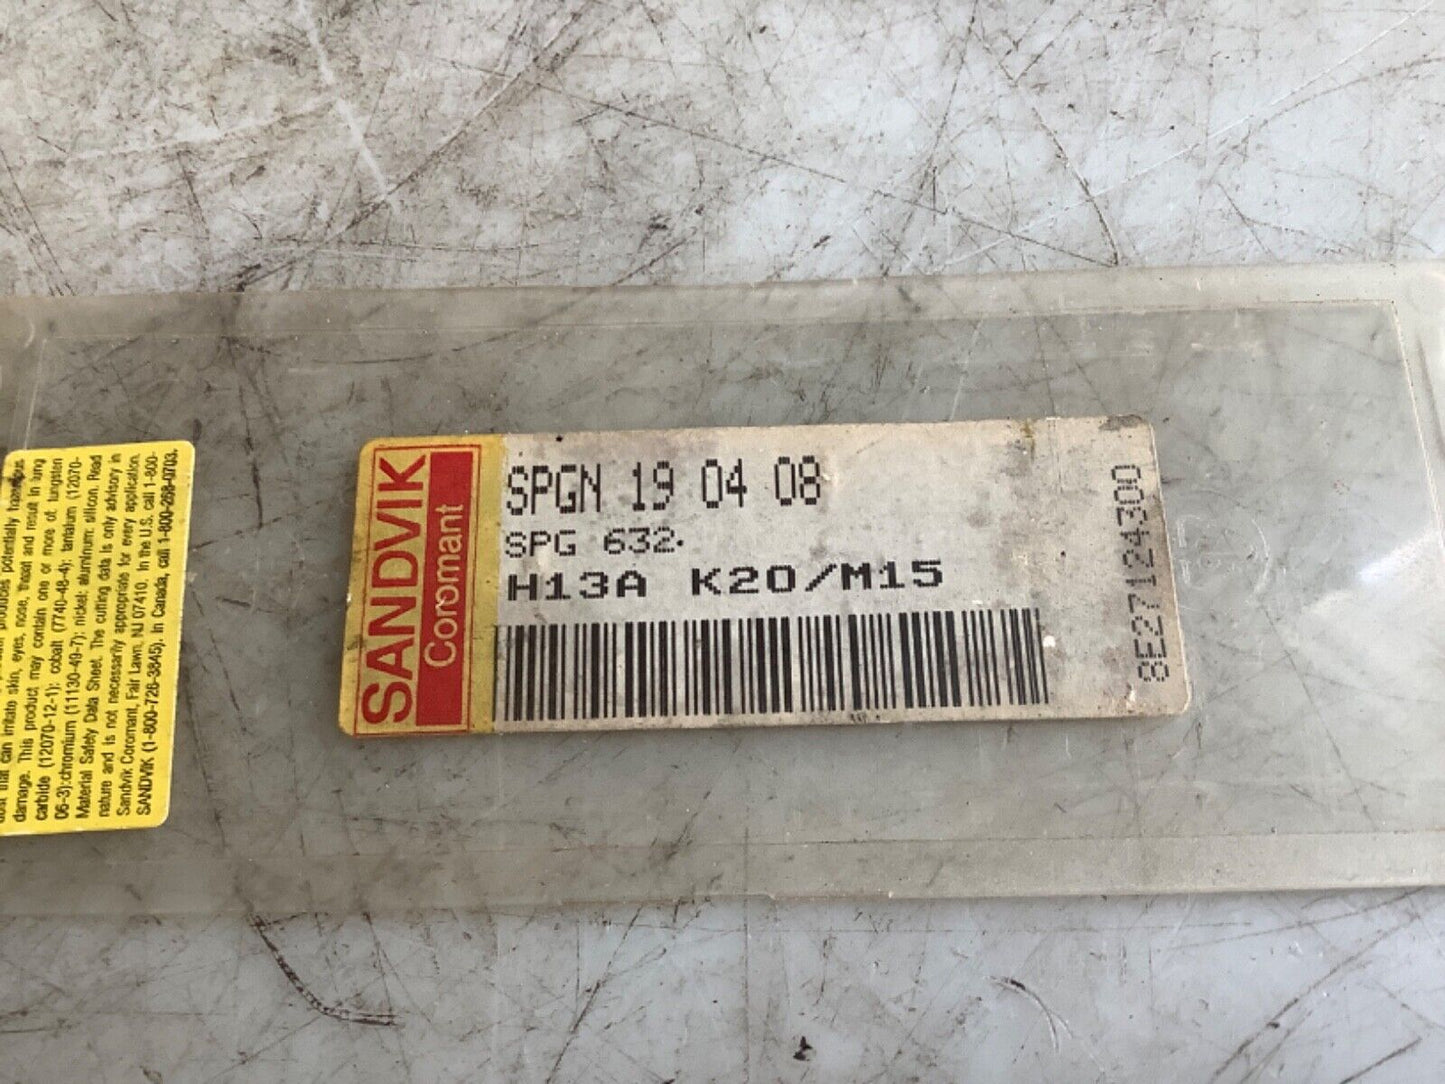 SANDVIK
Coromant
SPGN 19 04 08
SPG 632.
H13A K20/M15
8E27124300
produces potentially hazardous
dust that can irritate skin, eyes, nose, throat and result in lung
damage. This product may contain one or more of: tungsten
carbide (12070-12-1); cobalt (7740-48-4); tantalum (12070-
06-3);chromium (11130-49-7); nickel; aluminum; silicon. Read
Material Safety Data Sheet. The cutting data is only advisory in
nature and is not necessarily appropriate for every application.
Sandvik Coromant, Fair Lawn, NJ 07410. In the U.S. call 1-800-
SANDVIK (1-800-726-3845). In Canada, call 1-800-268-0703.